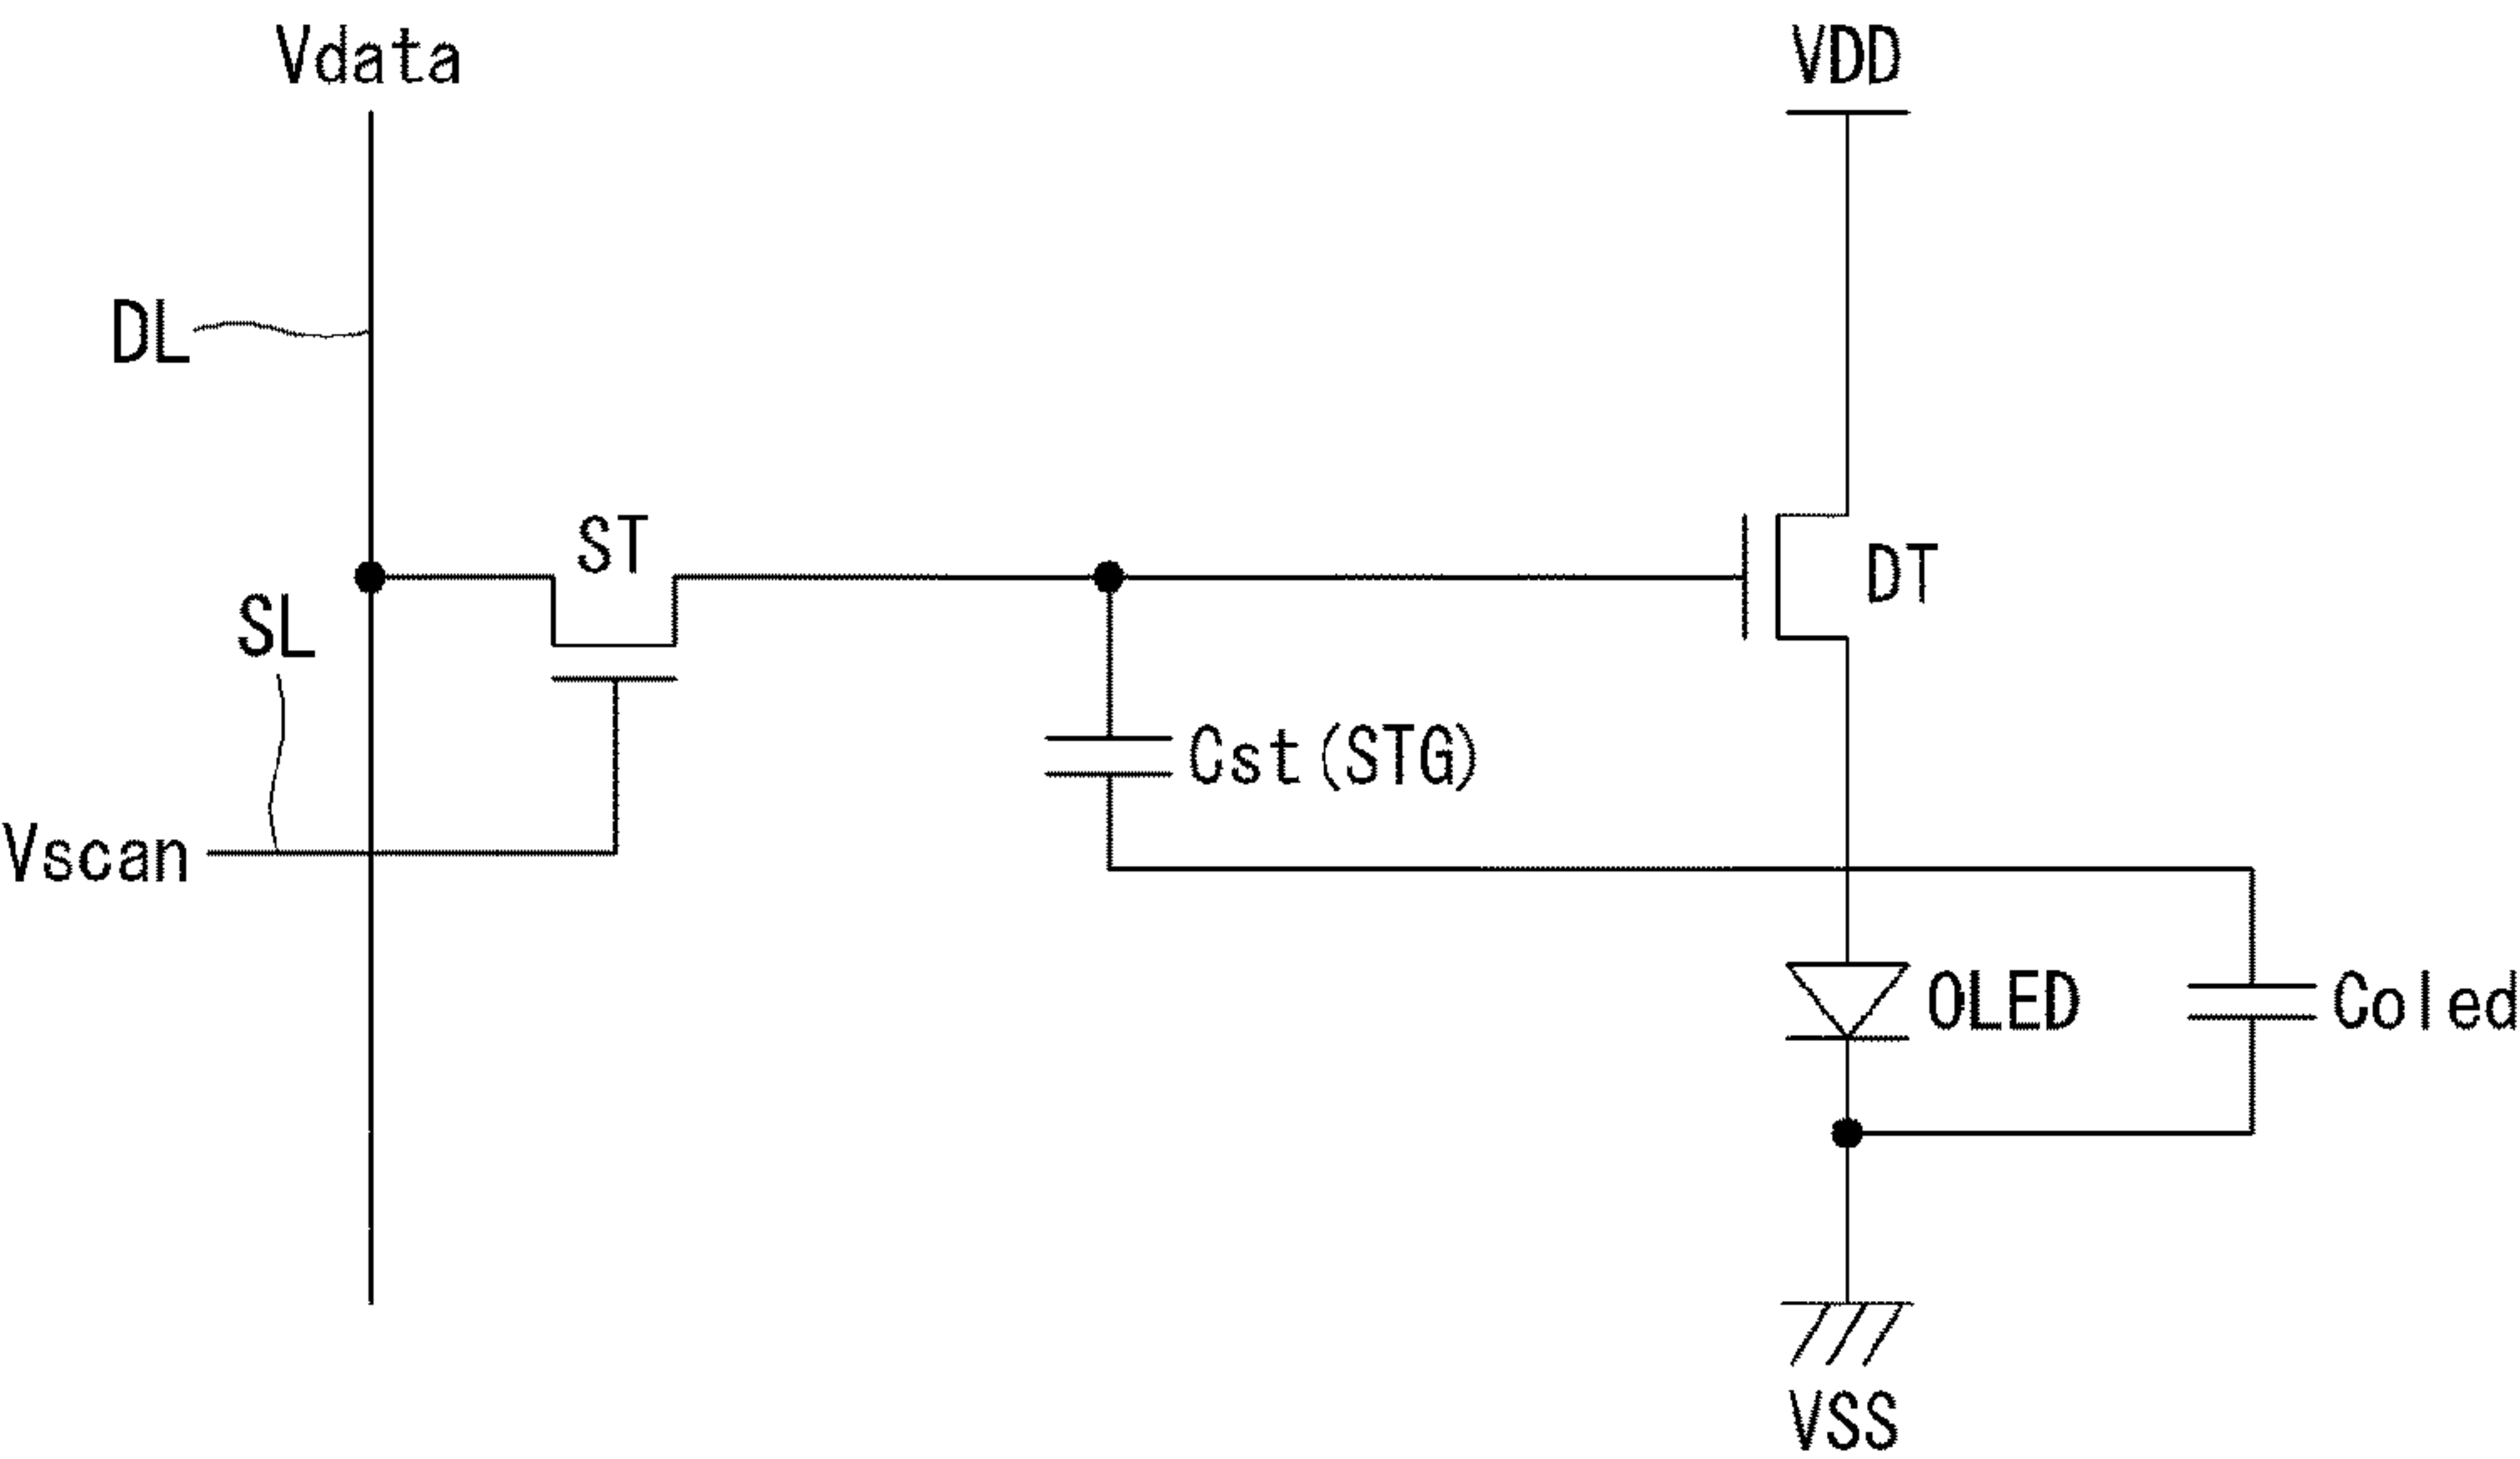 Vdata
VDD
DL
ST
DT
SL
Cst(STG)
Vscan
OLED
Coled
VSS